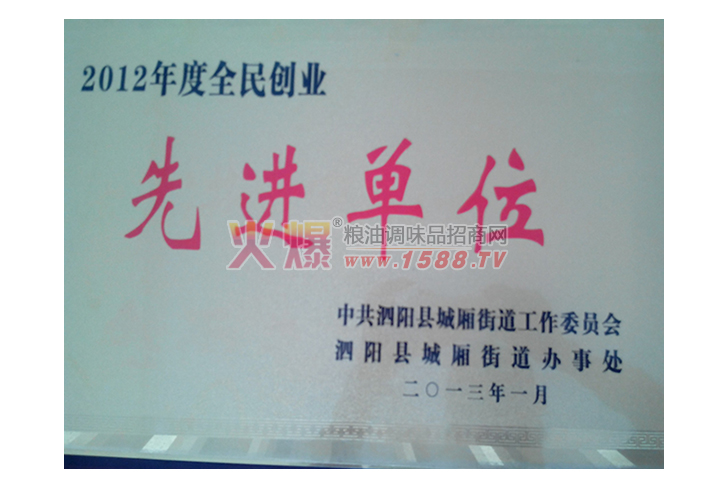 2012年度全民创业
先进单位
火爆®粮油调味品招商网
www.1588.TV
中共泗阳县城厢街道工作委员会
泗阳县城厢街道办事处
二〇一三年一月